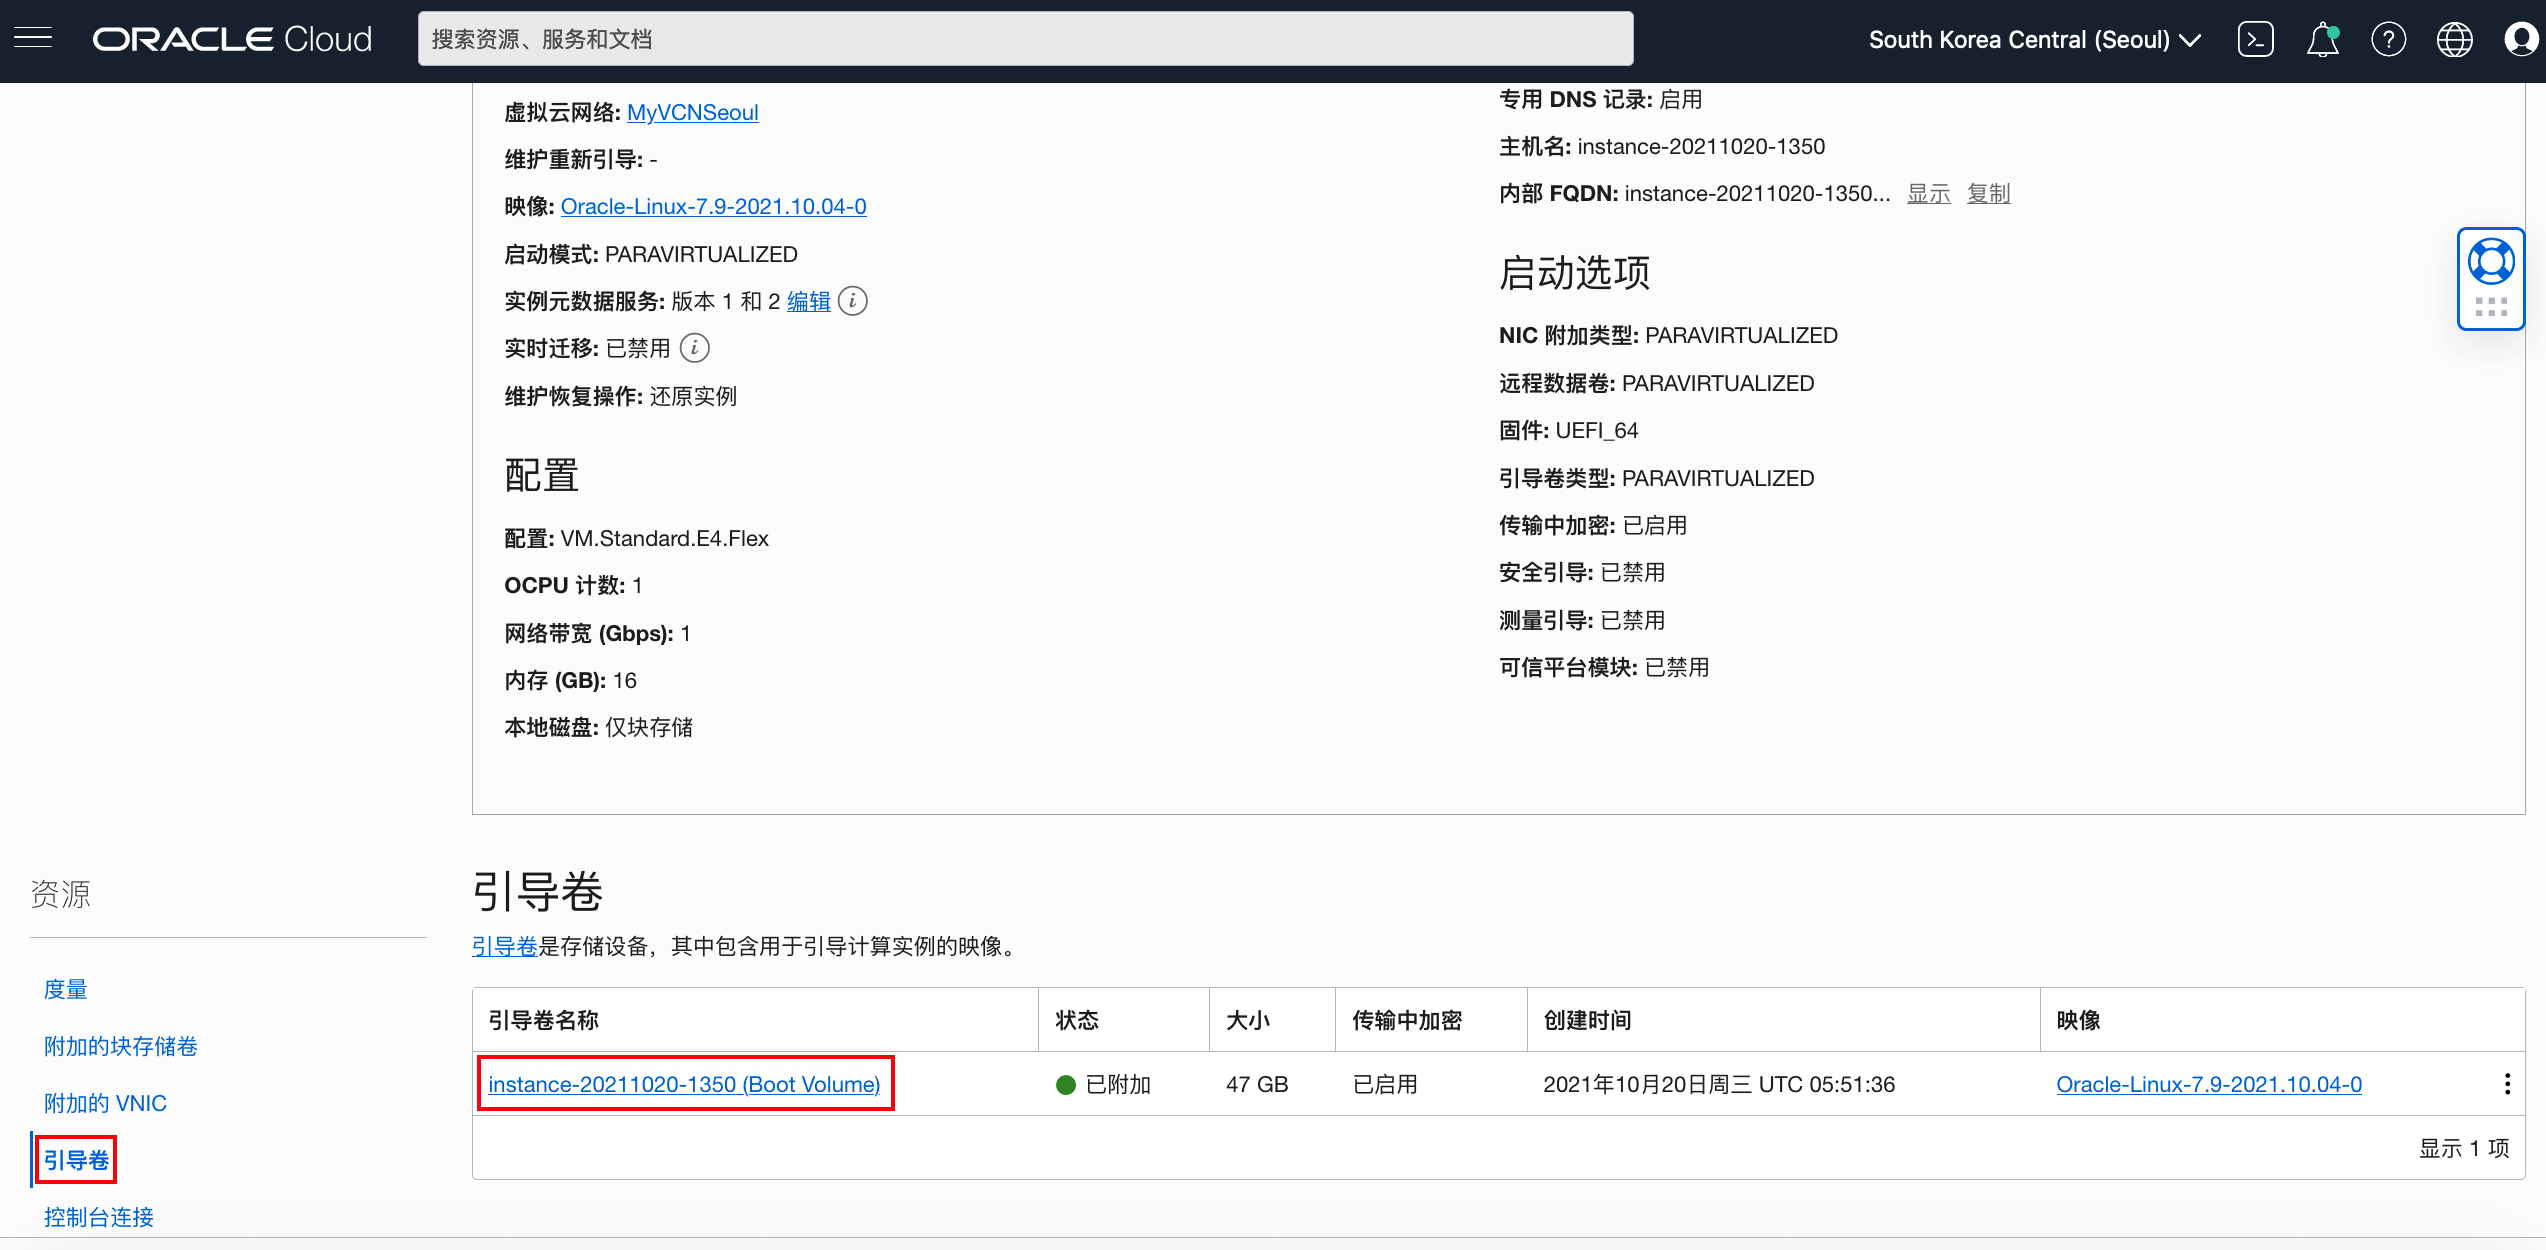 ORACLE Cloud
搜索资源、服务和文档
South Korea Central (Seoul)
虚拟云网络: MyVCNSeoul
维护重新引导: -
映像: Oracle-Linux-7.9-2021.10.04-0
启动模式: PARAVIRTUALIZED
实例元数据服务: 版本 1 和 2 编辑
实时迁移: 已禁用
维护恢复操作: 还原实例
配置
配置: VM.Standard.E4.Flex
OCPU 计数: 1
网络带宽 (Gbps): 1
内存 (GB): 16
本地磁盘: 仅块存储
专用 DNS 记录: 启用
主机名: instance-20211020-1350
内部 FQDN: instance-20211020-1350... 显示 复制
启动选项
NIC 附加类型: PARAVIRTUALIZED
远程数据卷: PARAVIRTUALIZED
固件: UEFI_64
引导卷类型: PARAVIRTUALIZED
传输中加密: 已启用
安全引导: 已禁用
测量引导: 已禁用
可信平台模块: 已禁用
资源
度量
附加的块存储卷
附加的 VNIC
引导卷
控制台连接
引导卷
引导卷是存储设备，其中包含用于引导计算实例的映像。
引导卷名称 状态 大小 传输中加密 创建时间 映像
instance-20211020-1350 (Boot Volume) 已附加 47 GB 已启用 2021年10月20日周三 UTC 05:51:36 Oracle-Linux-7.9-2021.10.04-0
显示 1 项